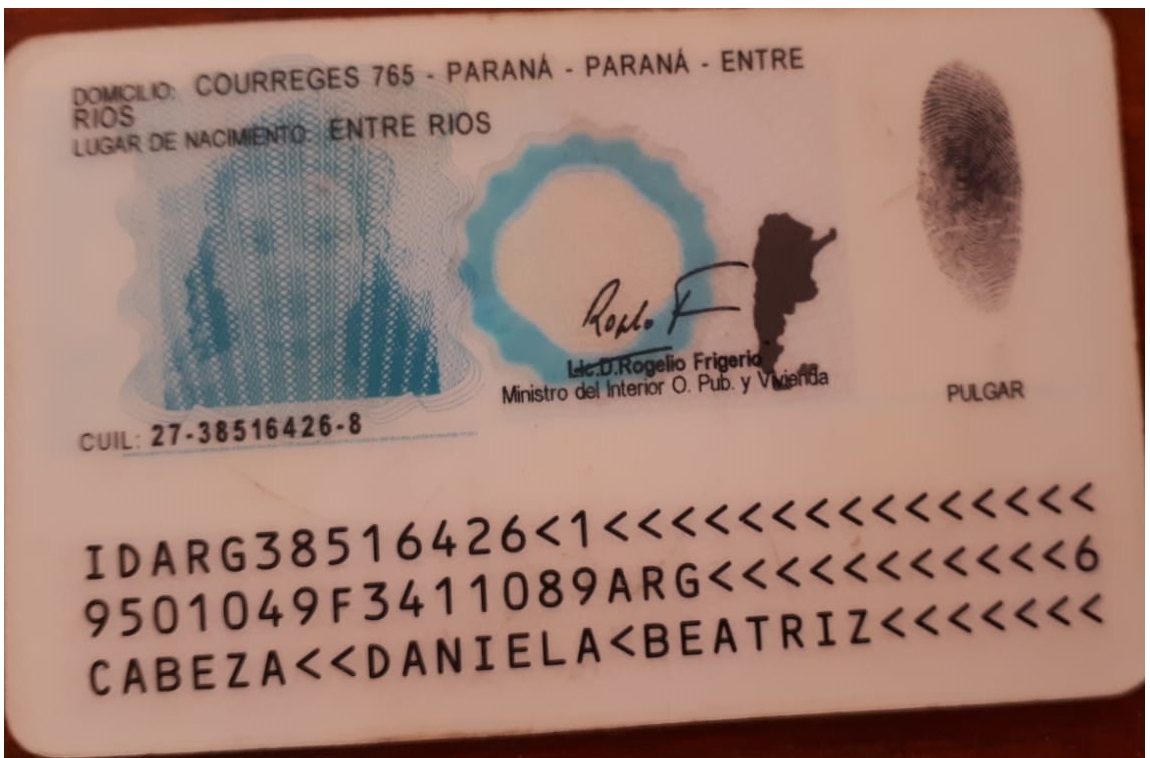 DOMICILIO: COURREGES 765 - PARANÁ - PARANÁ - ENTRE
RIOS
LUGAR DE NACIMIENTO: ENTRE RIOS
Lic.D.Rogelio Frigerio
Ministro del Interior O. Pub. y Vivienda
PULGAR
CUIL: 27-38516426-8
IDARG38516426<1<<<<<<<<<<<<<<<
9501049F3411089ARG<<<<<<<<<<<6
CABEZA<<DANIELA<BEATRIZ<<<<<<<